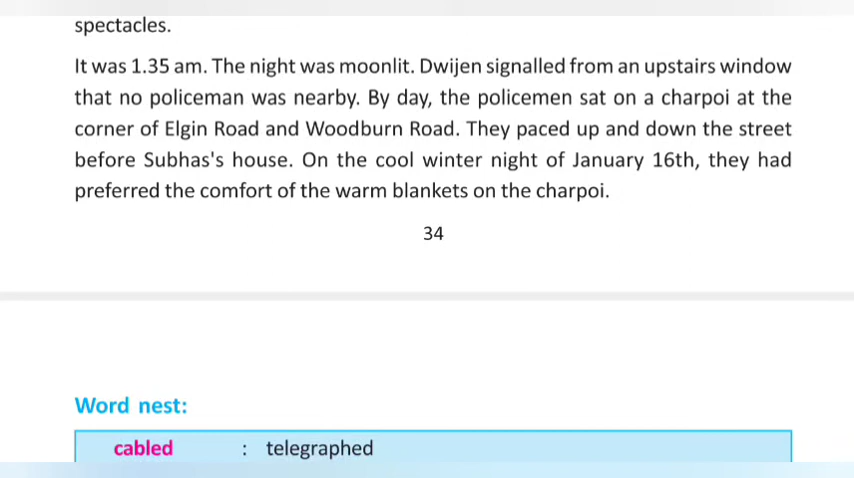 spectacles.
It was 1.35 am. The night was moonlit. Dwijen signalled from an upstairs window
that no policeman was nearby. By day, the policemen sat on a charpoi at the
corner of Elgin Road and Woodburn Road. They paced up and down the street
before Subhas's house. On the cool winter night of January 16th, they had
preferred the comfort of the warm blankets on the charpoi.
34
Word nest:
cabled : telegraphed